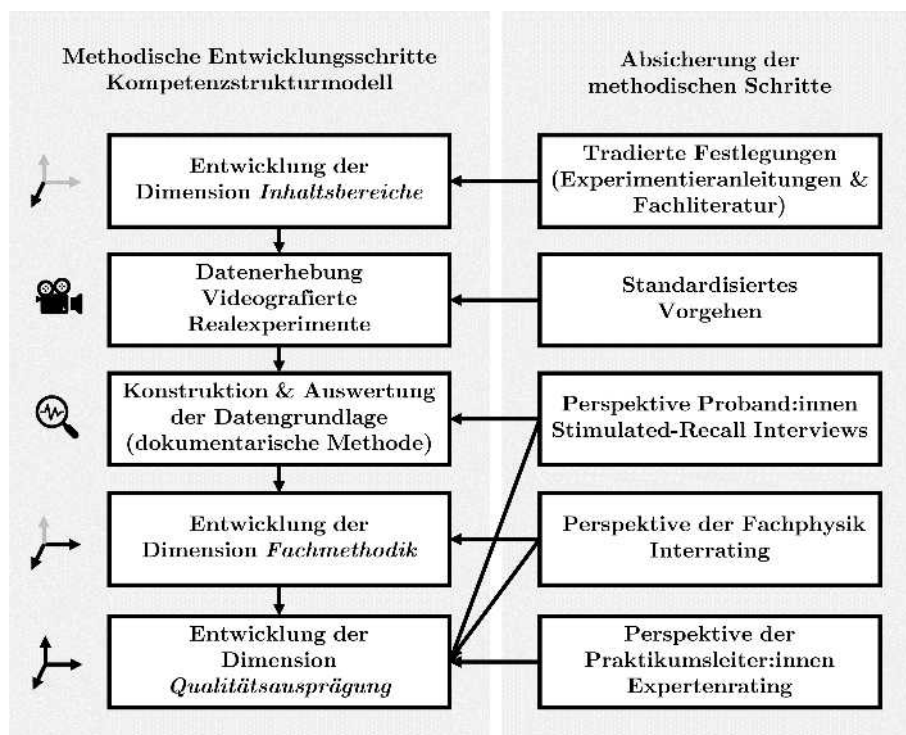 Methodische Entwicklungsschritte
Kompetenzstrukturmodell
Entwicklung der
Dimension Inhaltsbereiche
Datenerhebung
Videografierte
Realexperimente
Konstruktion & Auswertung
der Datengrundlage
(dokumentarische Methode)
Entwicklung der
Dimension Fachmethodik
Entwicklung der
Dimension
Qualitätsausprägung
Absicherung der
methodischen Schritte
Tradierte Festlegungen
(Experimentieranleitungen &
Fachliteratur)
Standardisiertes
Vorgehen
Perspektive Proband:innen
Stimulated-Recall Interviews
Perspektive der Fachphysik
Interrating
Perspektive der
Praktikumsleiter:innen
Expertenrating